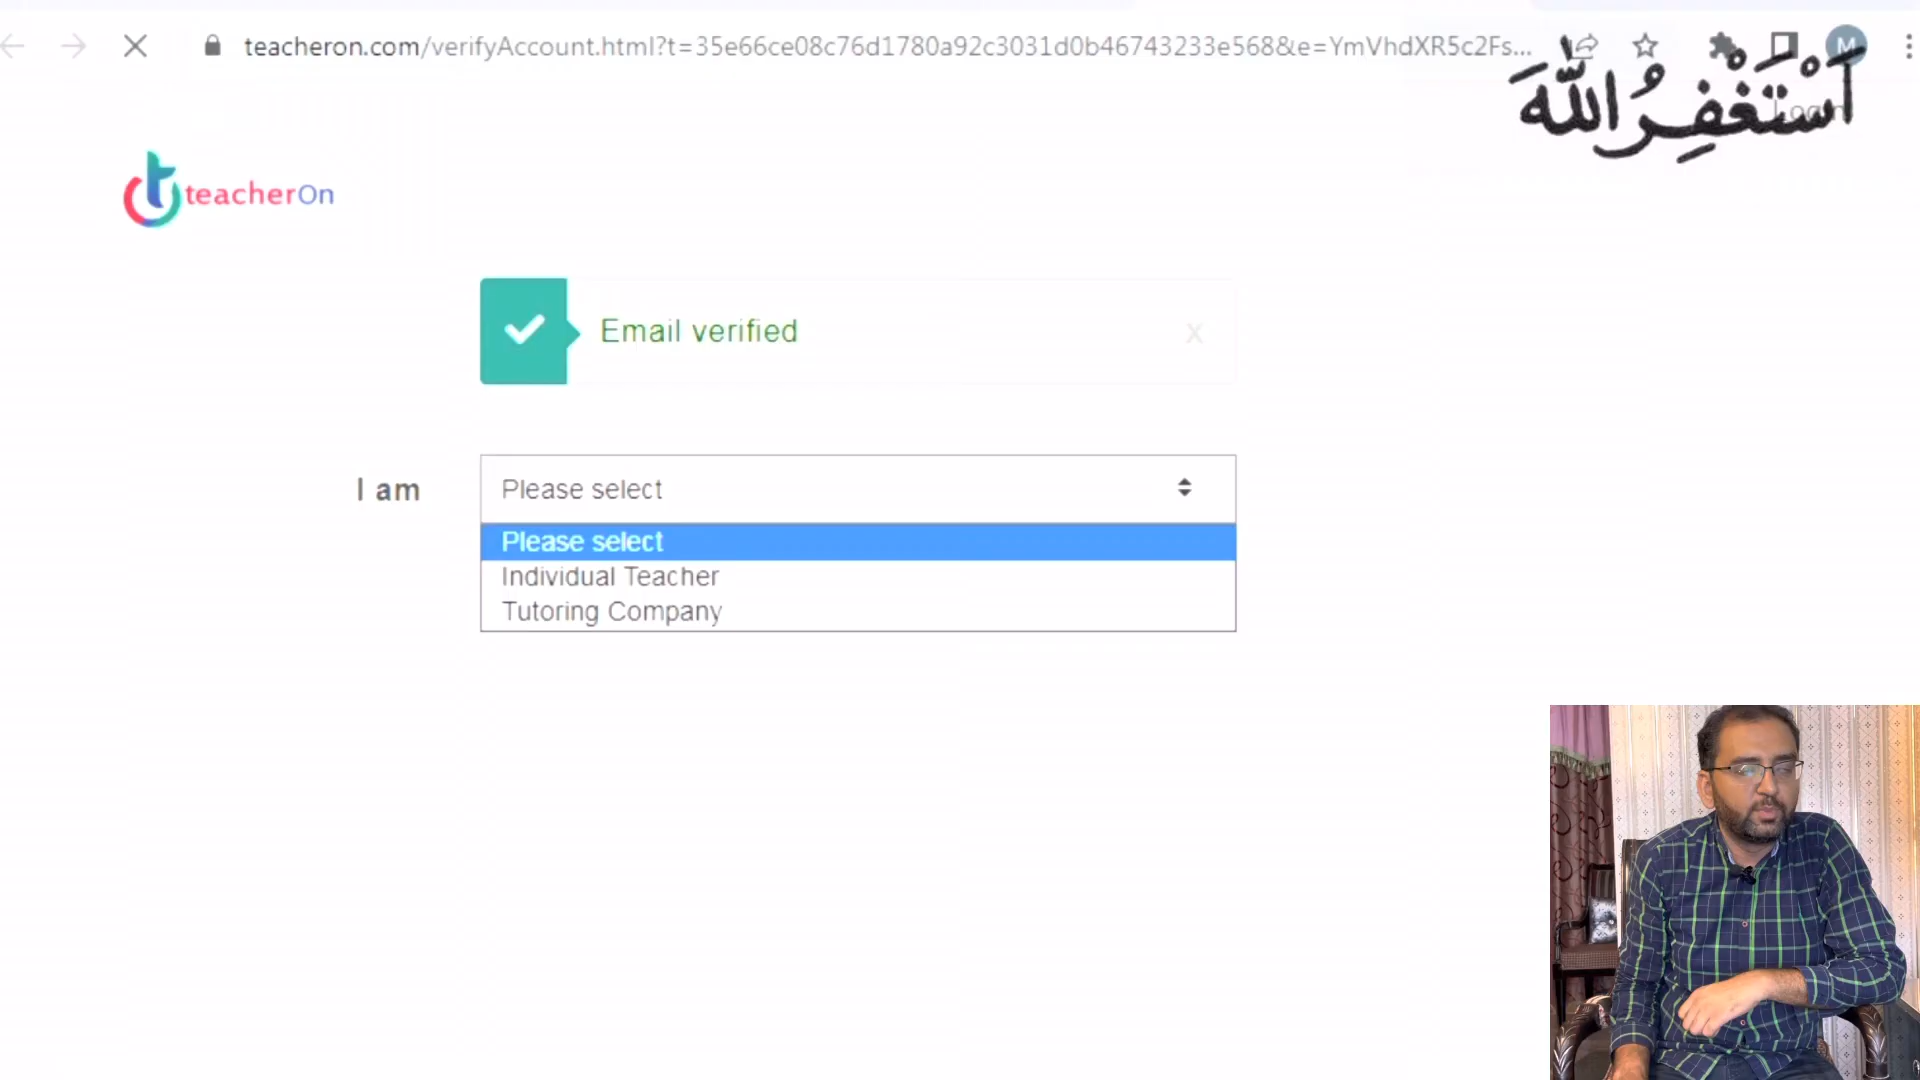 teacheron.com/verifyAccount.html?t=35e66ce08c76d1780a92c3031d0b46743233e568&e=YmVhdXR5c2Fs...
M
أَسْتَغْفِرُ اللّٰهَ
Login
teacherOn
Email verified
x
I am
Please select
Please select
Individual Teacher
Tutoring Company